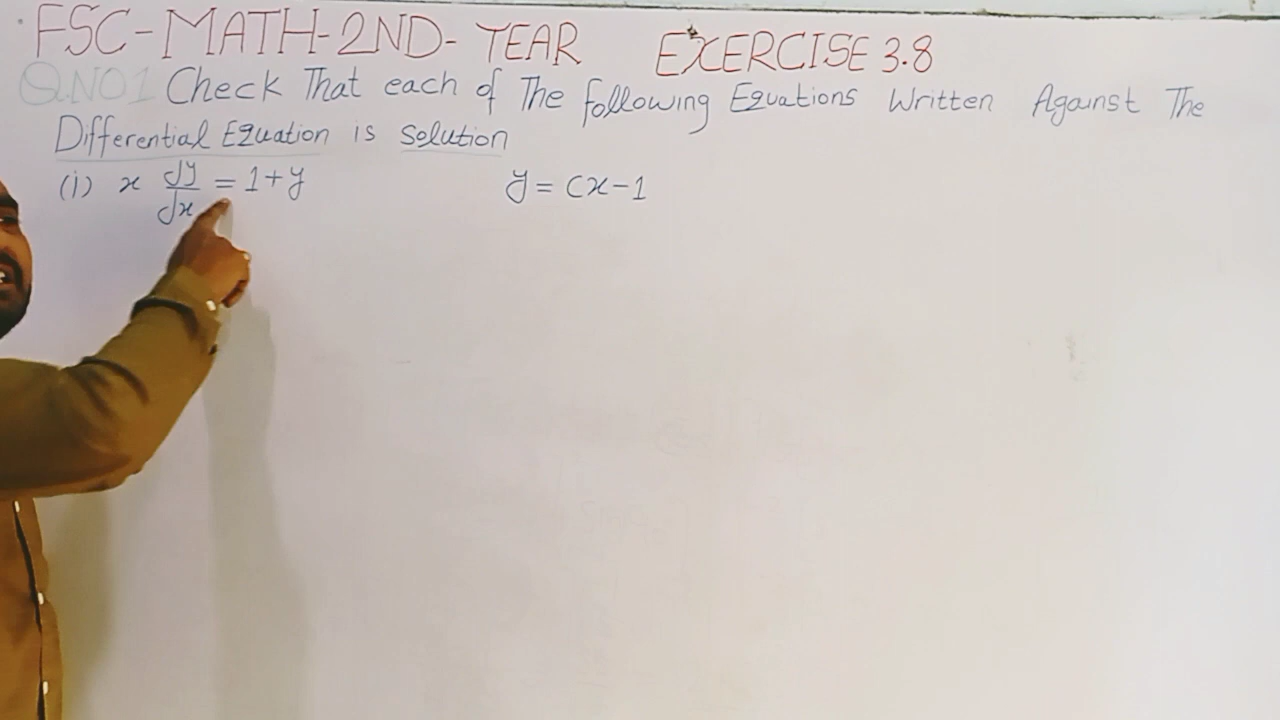 FSC-MATH-2ND-YEAR EXERCISE 3.8
Q.NO1 Check That each of The following Equations Written Against The
Differential Equation is solution
(i) x dy/dx = 1+y y = cx-1